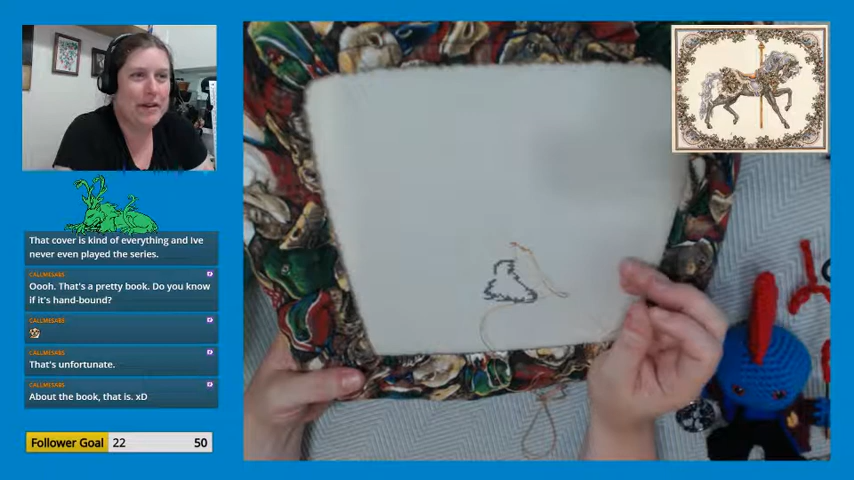 That cover is kind of everything and Ive
never even played the series.
CALLMESABS
Oooh. That's a pretty book. Do you know
if it's hand-bound?
CALLMESABS
CALLMESABS
That's unfortunate.
CALLMESABS
About the book, that is. xD
Follower Goal 22 50